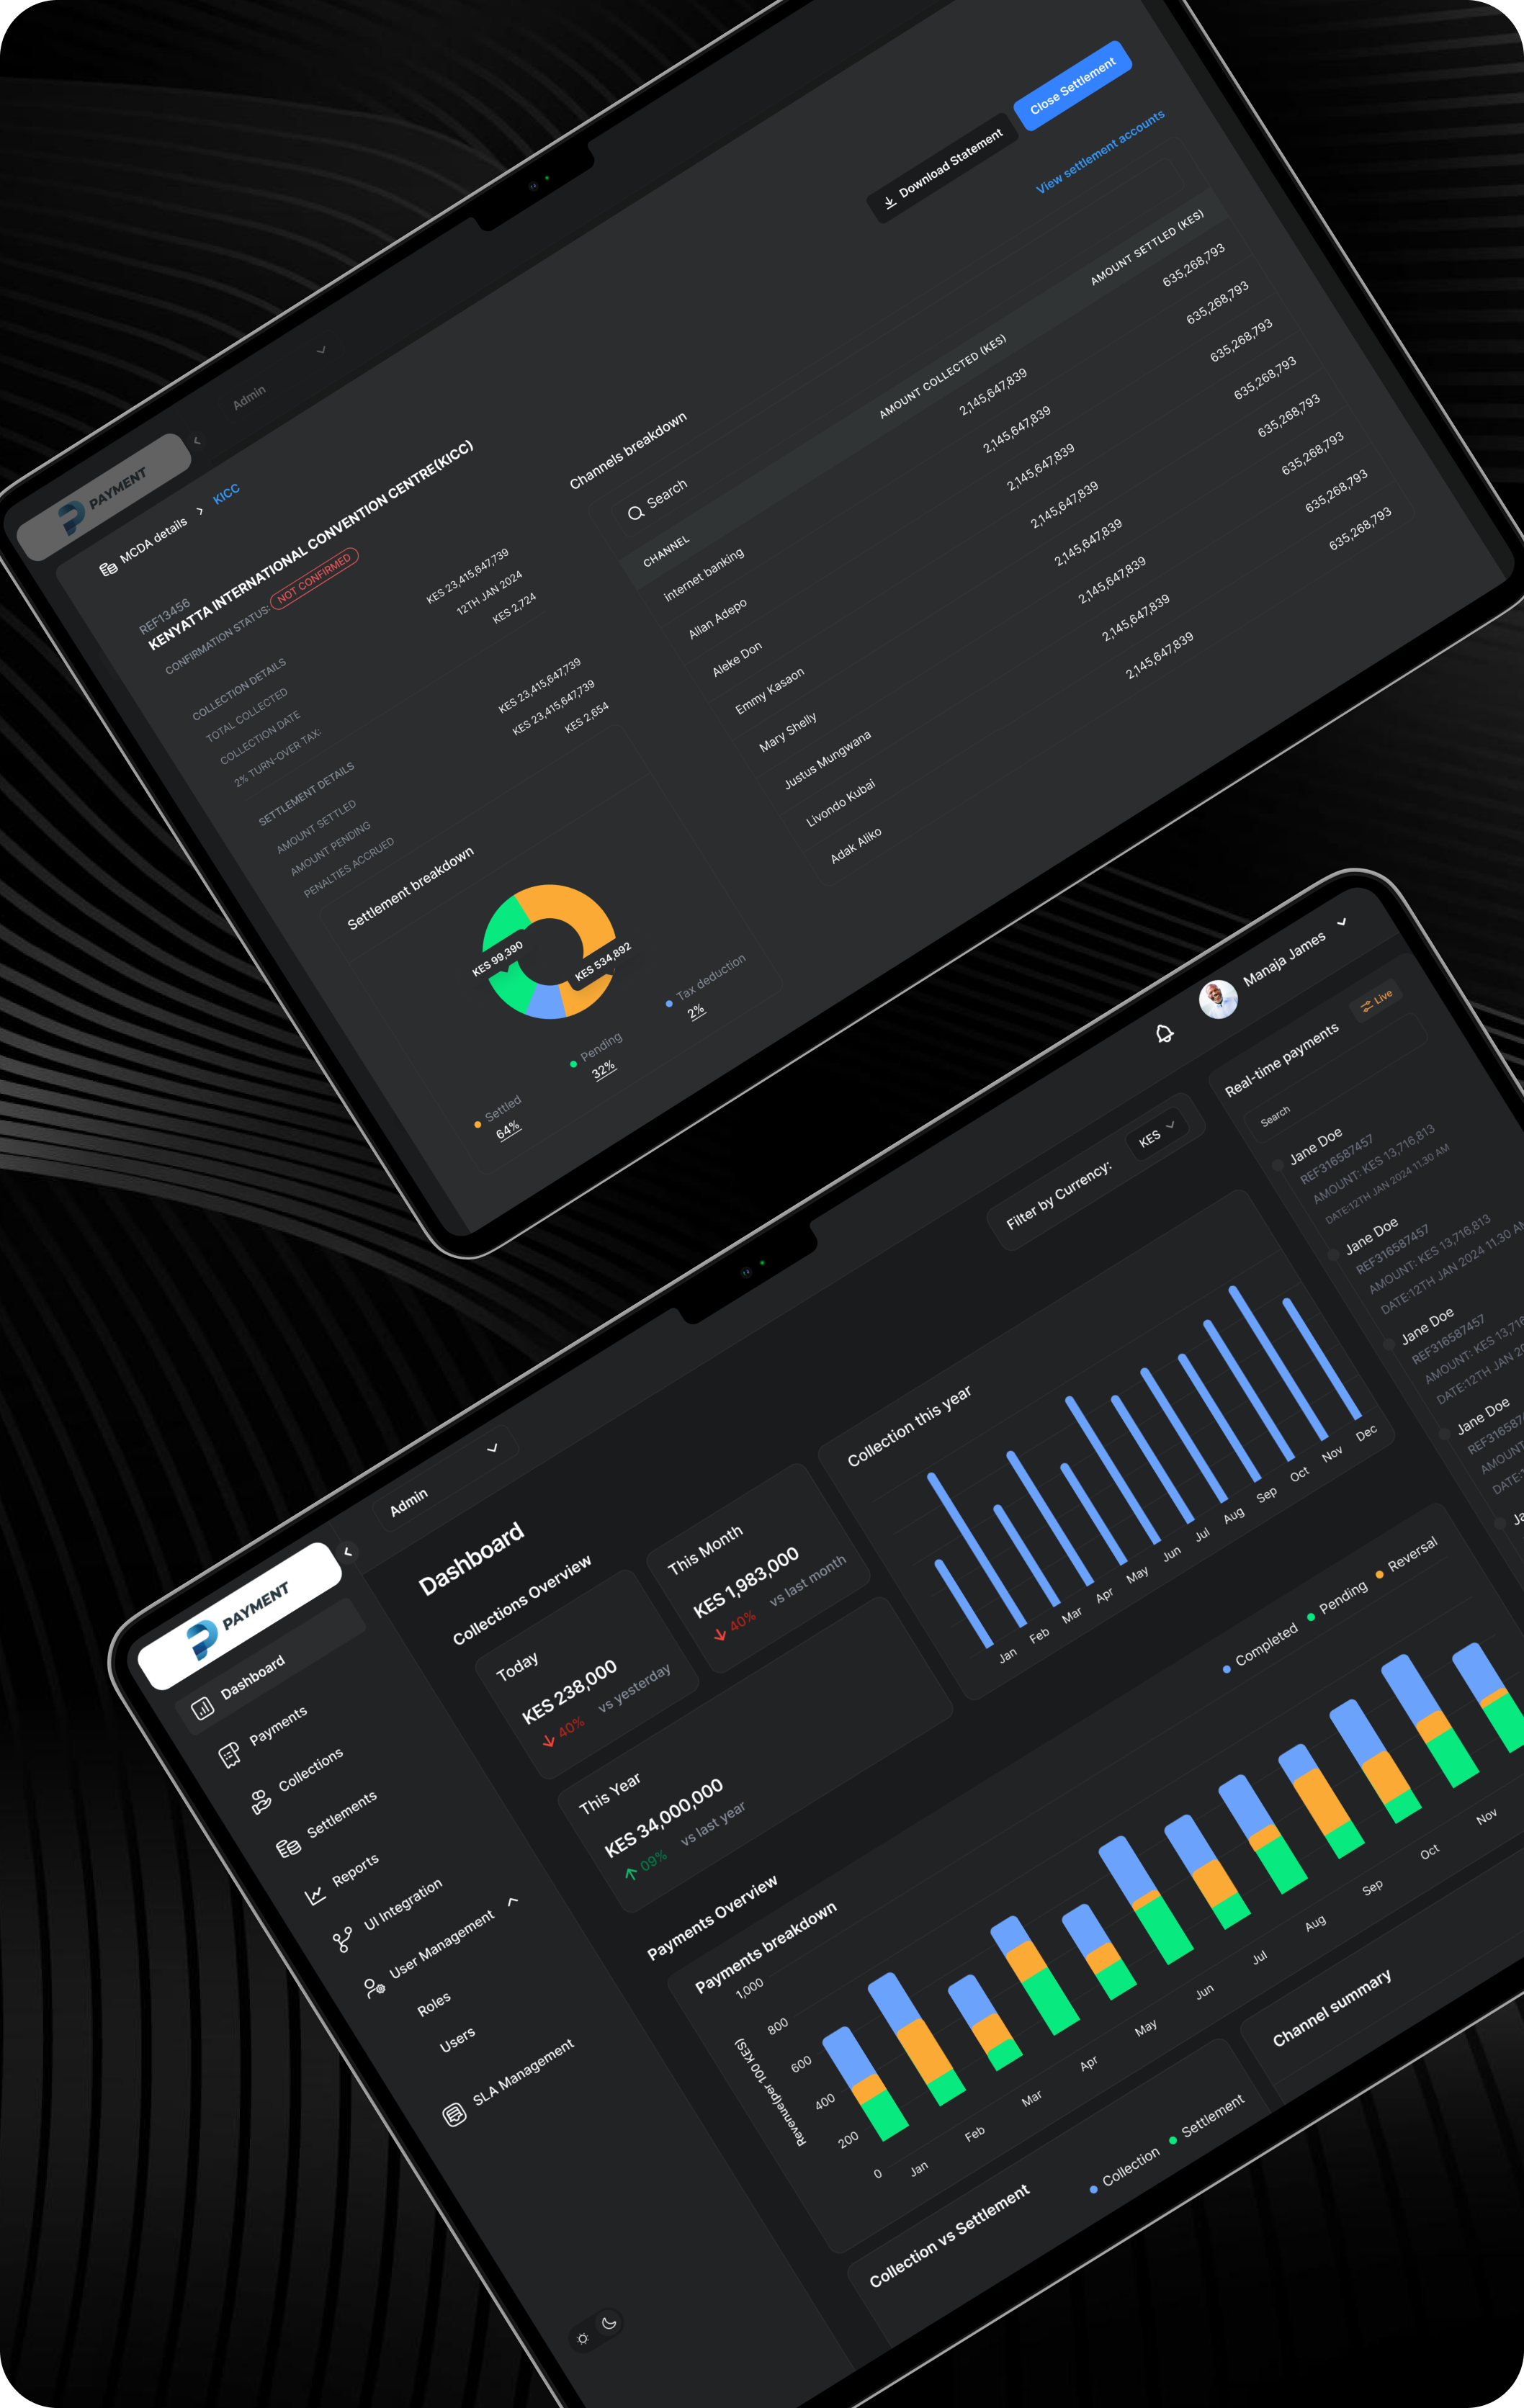 PAYMENT
Admin
MCDA details > KICC
REF13456
KENYATTA INTERNATIONAL CONVENTION CENTRE(KICC)
CONFIRMATION STATUS: NOT CONFIRMED
Download Statement
Close Settlement
COLLECTION DETAILS
TOTAL COLLECTED KES 23,415,647,739
COLLECTION DATE 12TH JAN 2024
2% TURN-OVER TAX: KES 2,724
SETTLEMENT DETAILS
AMOUNT SETTLED KES 23,415,647,739
AMOUNT PENDING KES 23,415,647,739
PENALTIES ACCRUED KES 2,654
Settlement breakdown
KES 99,390
KES 534,892
Settled
64%
Pending
32%
Tax deduction
2%
Channels breakdown
View settlement accounts
Search
CHANNEL AMOUNT COLLECTED (KES) AMOUNT SETTLED (KES)
internet banking 2,145,647,839 635,268,793
Allan Adepo 2,145,647,839 635,268,793
Aleke Don 2,145,647,839 635,268,793
Emmy Kasaon 2,145,647,839 635,268,793
Mary Shelly 2,145,647,839 635,268,793
Justus Mungwana 2,145,647,839 635,268,793
Livondo Kubai 2,145,647,839 635,268,793
Adak Aliko 2,145,647,839 635,268,793
PAYMENT
Admin
Manaja James
Dashboard
Payments
Collections
Settlements
Reports
UI Integration
User Management
Roles
Users
SLA Management
Dashboard
Filter by Currency: KES
Collections Overview
Today
KES 238,000
40% vs yesterday
This Month
KES 1,983,000
40% vs last month
This Year
KES 34,000,000
09% vs last year
Collection this year
Jan Feb Mar Apr May Jun Jul Aug Sep Oct Nov Dec
Payments Overview
Payments breakdown
Completed Pending Reversal
Revenue(per 100 KES)
1,000
800
600
400
200
0
Jan Feb Mar Apr May Jun Jul Aug Sep Oct Nov
Collection vs Settlement
Collection Settlement
Channel summary
Real-time payments
Live
Search
Jane Doe
REF316587457
AMOUNT: KES 13,716,813
DATE:12TH JAN 2024 11.30 AM
Jane Doe
REF316587457
AMOUNT: KES 13,716,813
DATE:12TH JAN 2024 11.30 AM
Jane Doe
REF316587457
AMOUNT: KES 13,716
DATE:12TH JAN 20
Jane Doe
REF316587
AMOUNT
DATE:
Ja